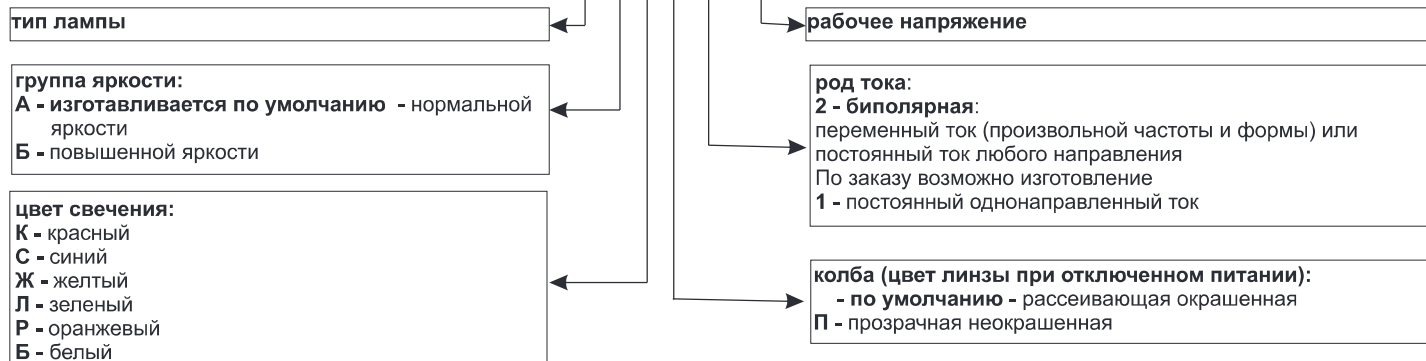 тип лампы
группа яркости:
А - изготавливается по умолчанию - нормальной
яркости
Б - повышенной яркости
цвет свечения:
К - красный
С - синий
Ж - желтый
Л - зеленый
Р - оранжевый
Б - белый
рабочее напряжение
род тока:
2 - биполярная:
переменный ток (произвольной частоты и формы) или
постоянный ток любого направления
По заказу возможно изготовление
1 - постоянный однонаправленный ток
колба (цвет линзы при отключенном питании):
- по умолчанию - рассеивающая окрашенная
П - прозрачная неокрашенная